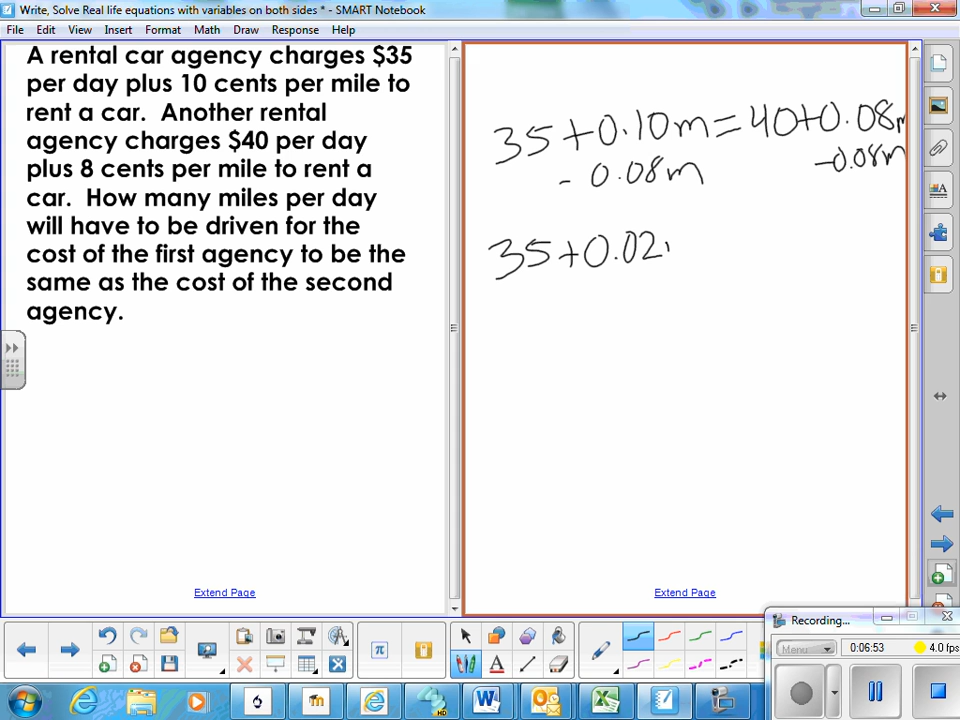 Write, Solve Real life equations with variables on both sides * - SMART Notebook
File Edit View Insert Format Math Draw Response Help
A rental car agency charges $35
per day plus 10 cents per mile to
rent a car. Another rental
agency charges $40 per day
plus 8 cents per mile to rent a
car. How many miles per day
will have to be driven for the
cost of the first agency to be the
same as the cost of the second
agency.
Extend Page
35+0.10m=40+0.08m
-0.08m -0.08m
35+0.02
Extend Page
Recording...
Menu 0:06:53 4.0 fps